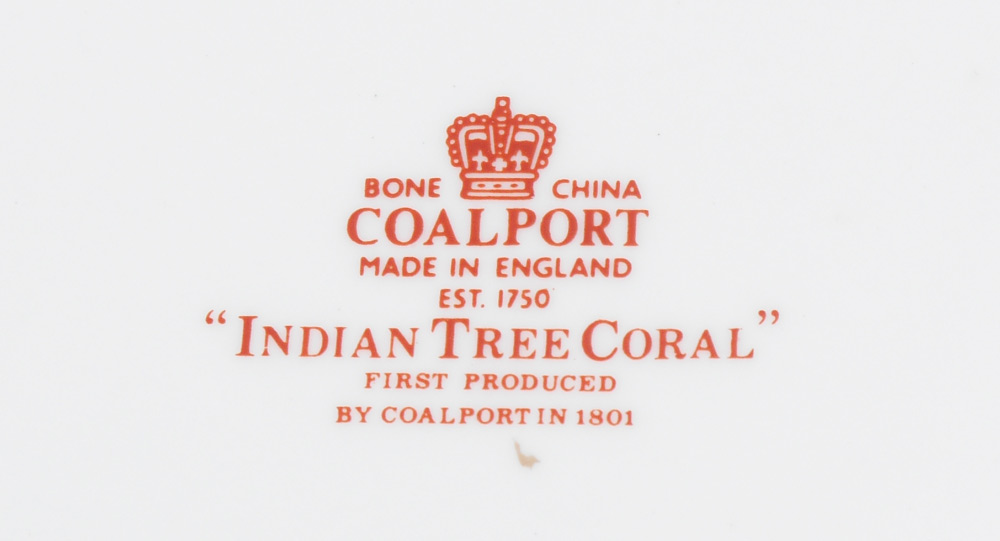 BONE CHINA
COALPORT
MADE IN ENGLAND
EST. 1750
“INDIAN TREE CORAL”
FIRST PRODUCED
BY COALPORT IN 1801